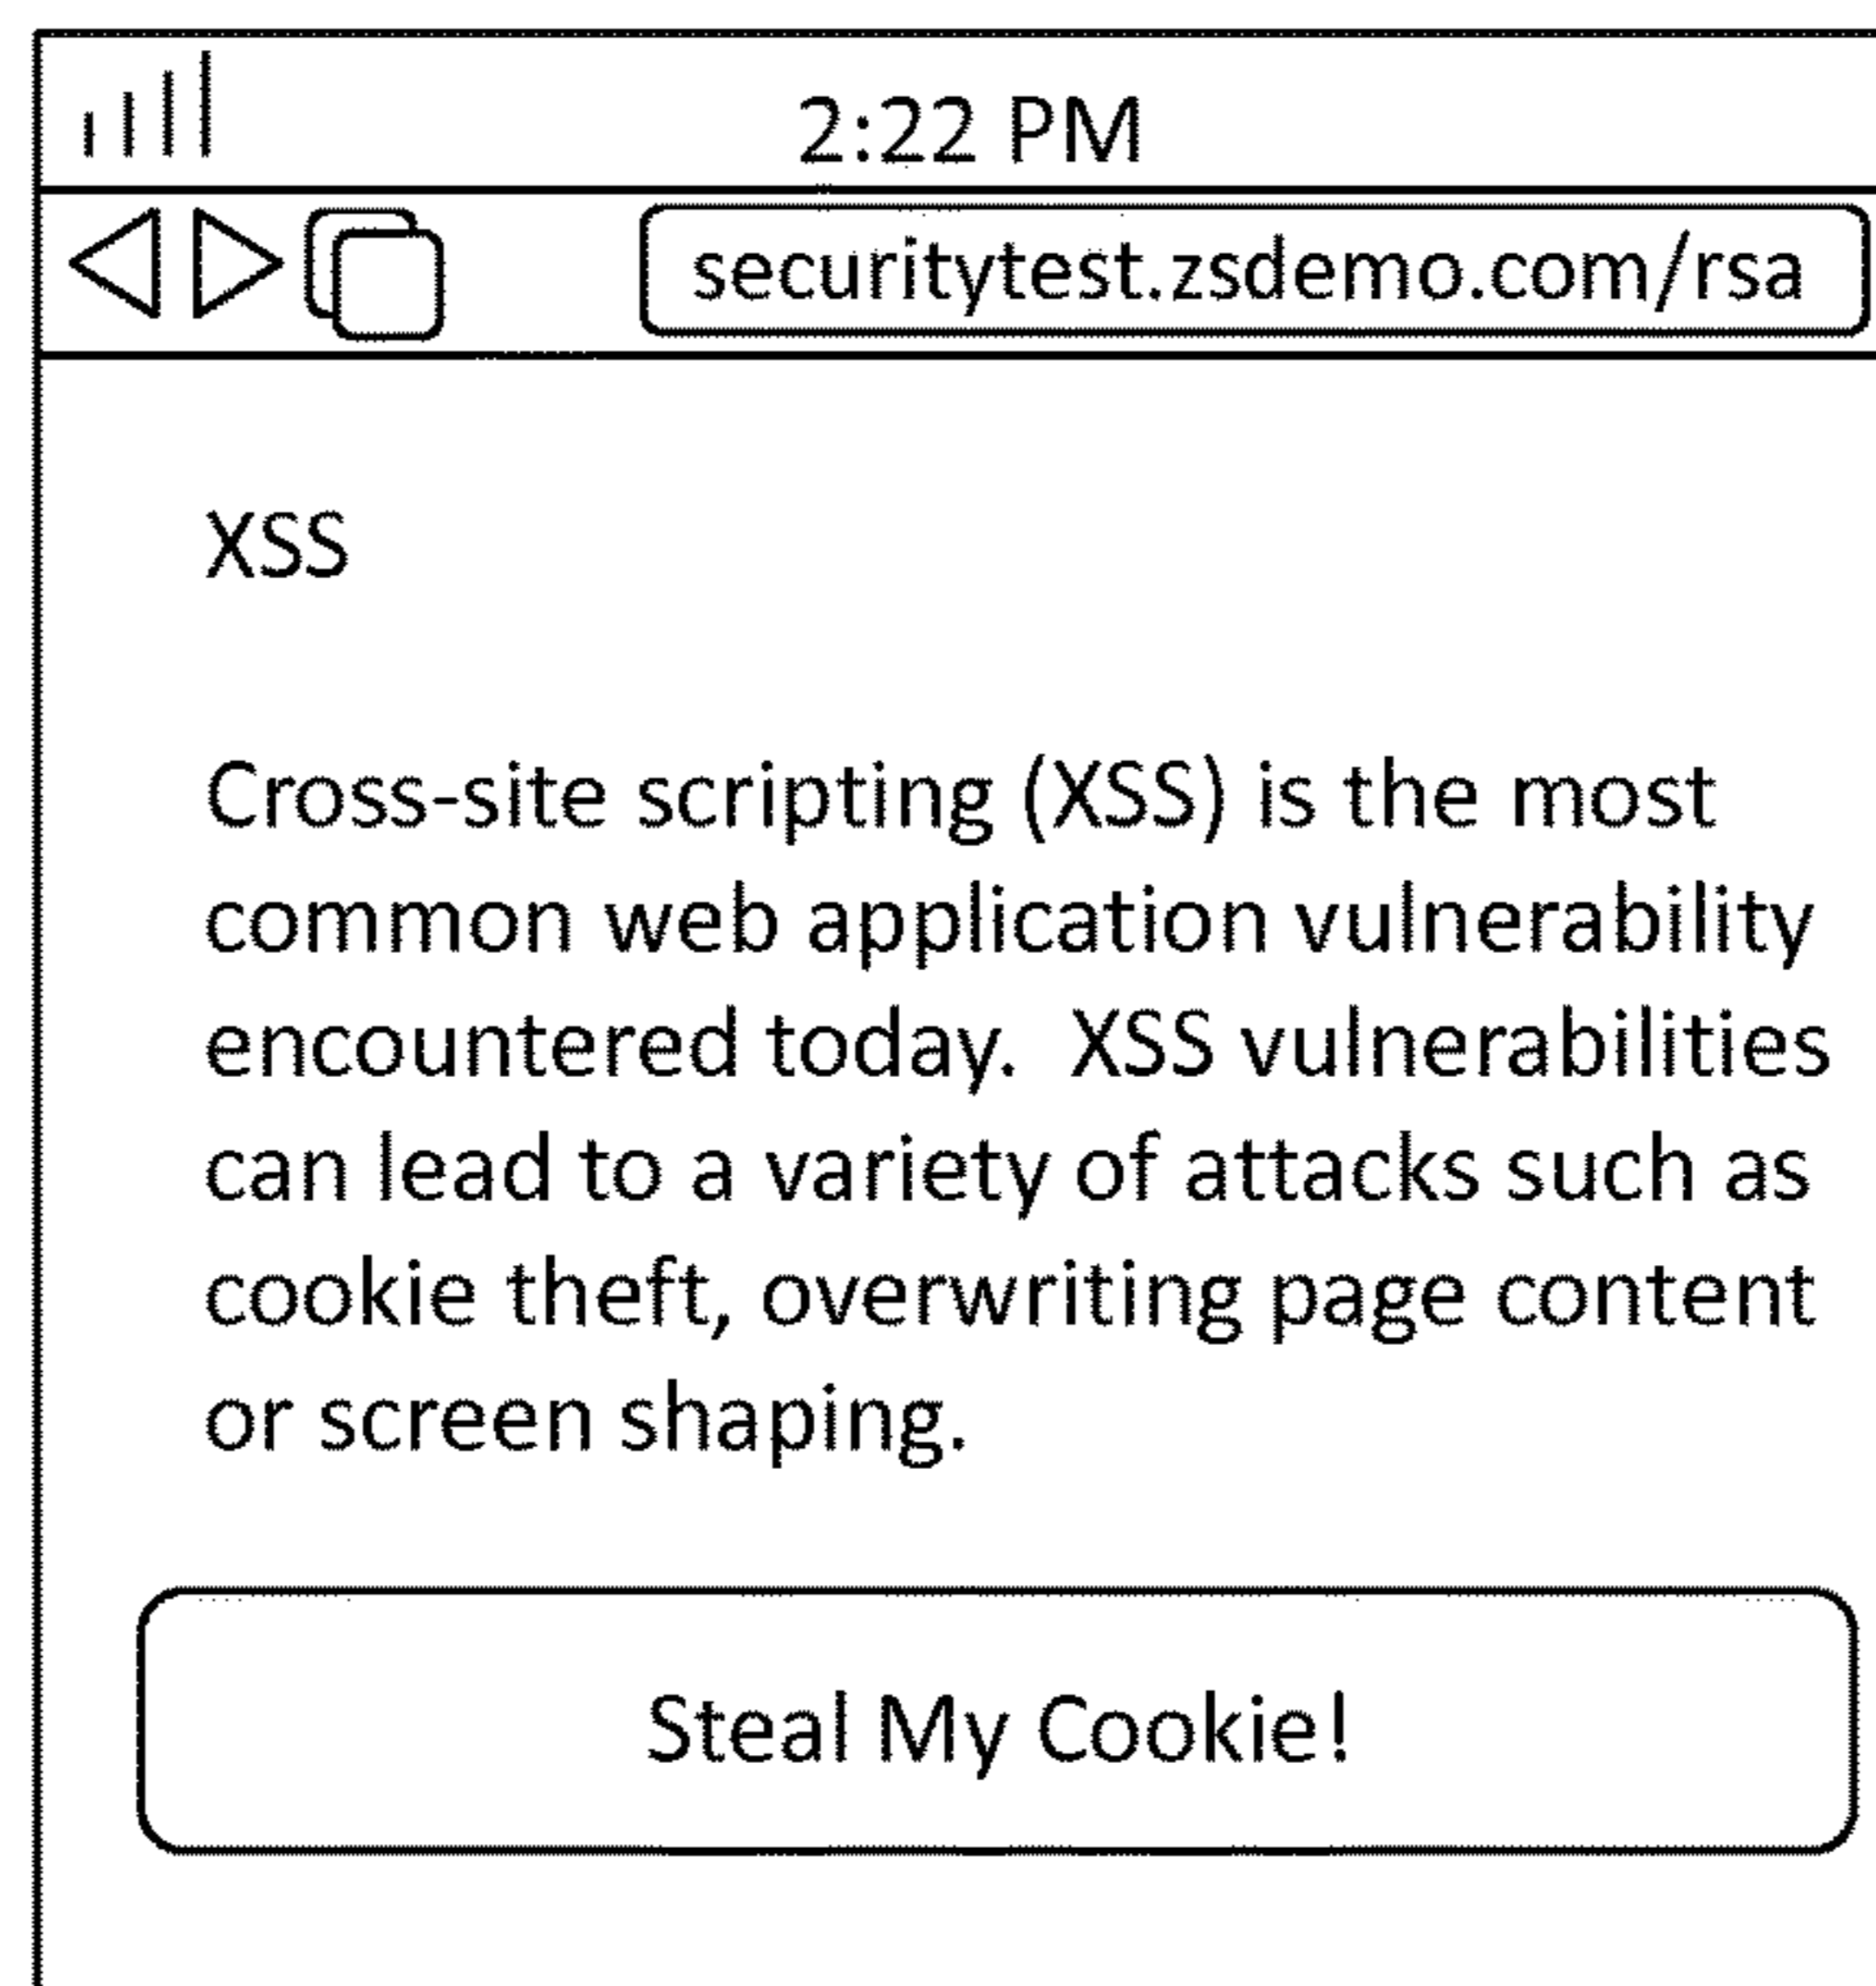 2:22 PM
securitytest.zsdemo.com/rsa
XSS
Cross-site scripting (XSS) is the most
common web application vulnerability
encountered today.  XSS vulnerabilities
can lead to a variety of attacks such as
cookie theft, overwriting page content
or screen shaping.
Steal My Cookie!